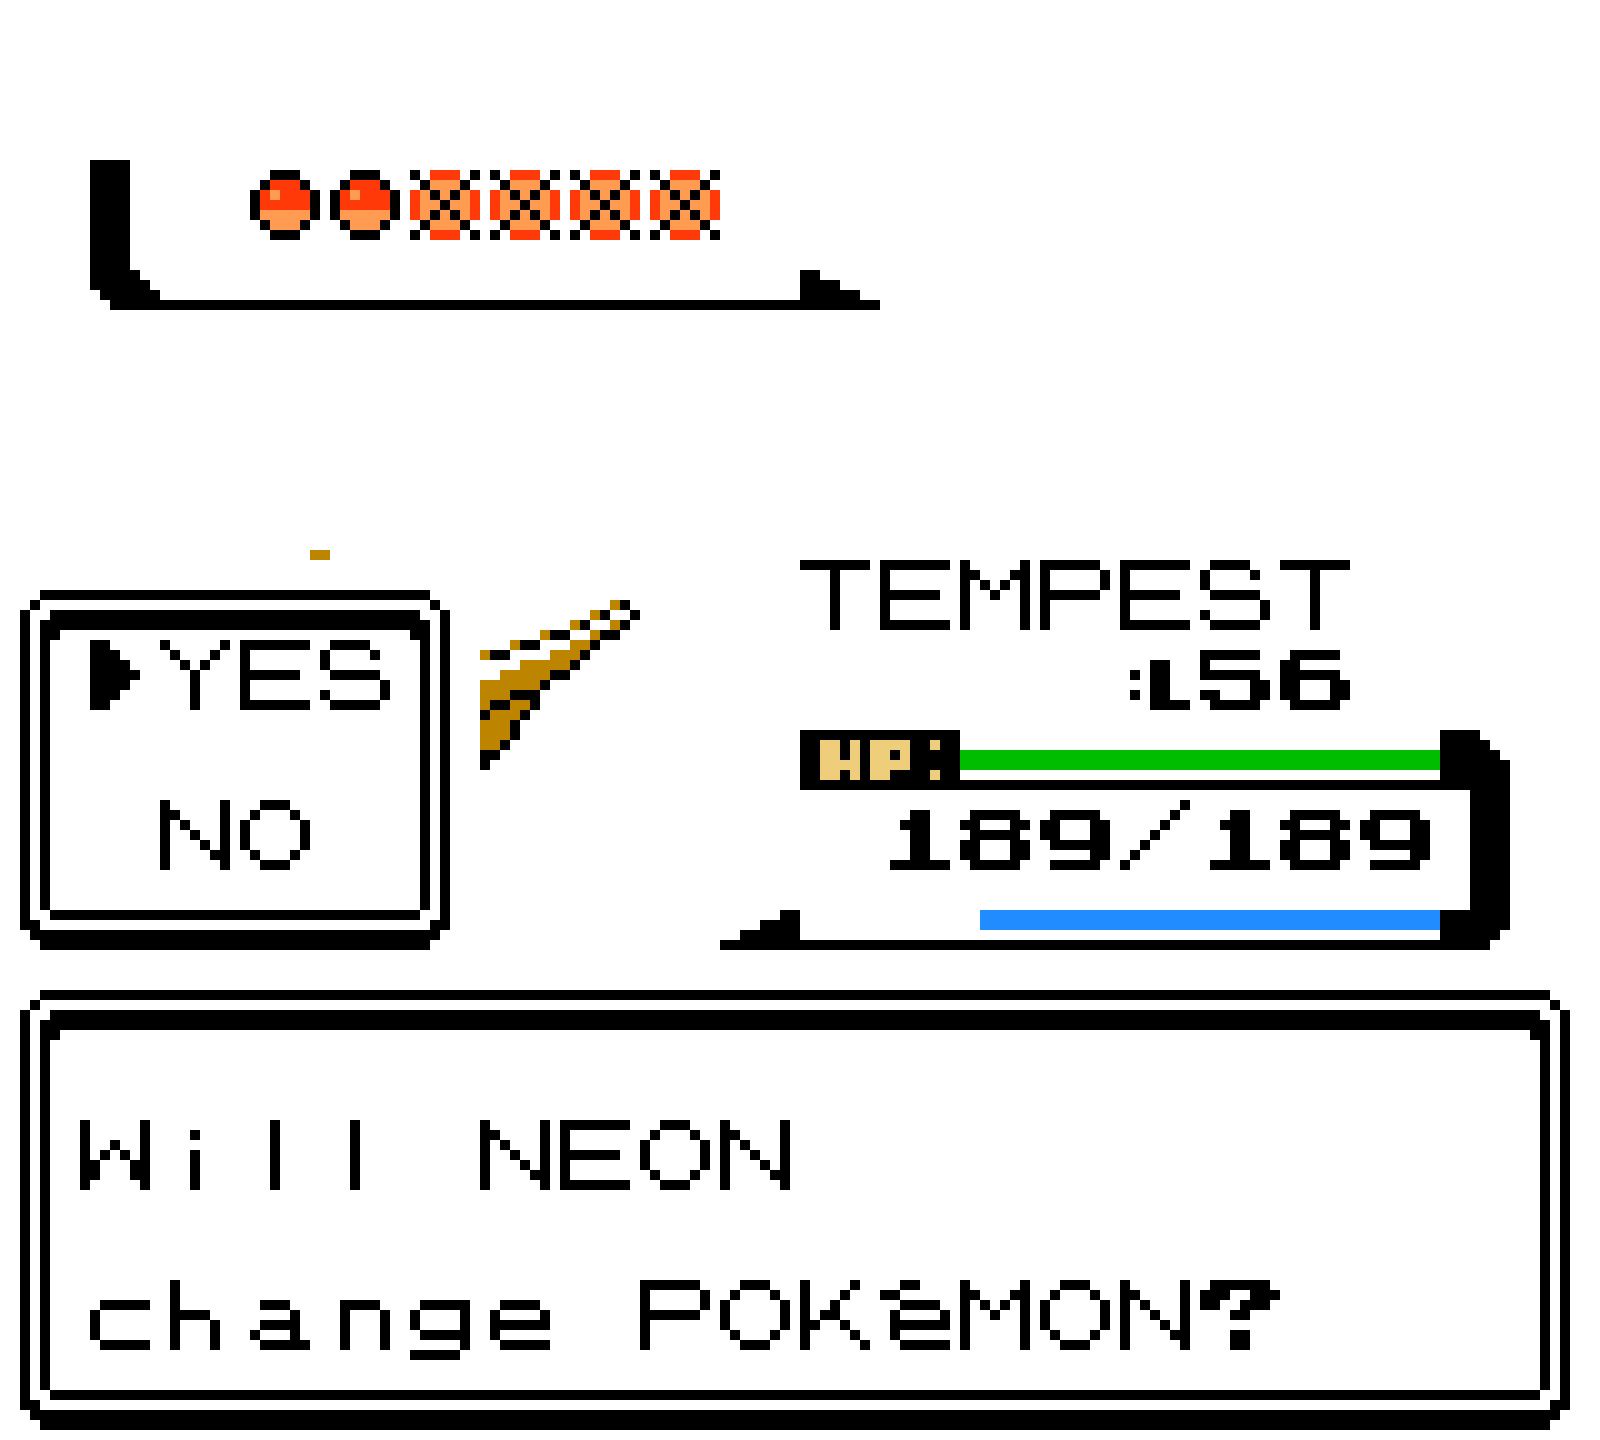 TEMPEST
:L56
HP:
189/189
▶YES
NO
Will NEON
change POKéMON?